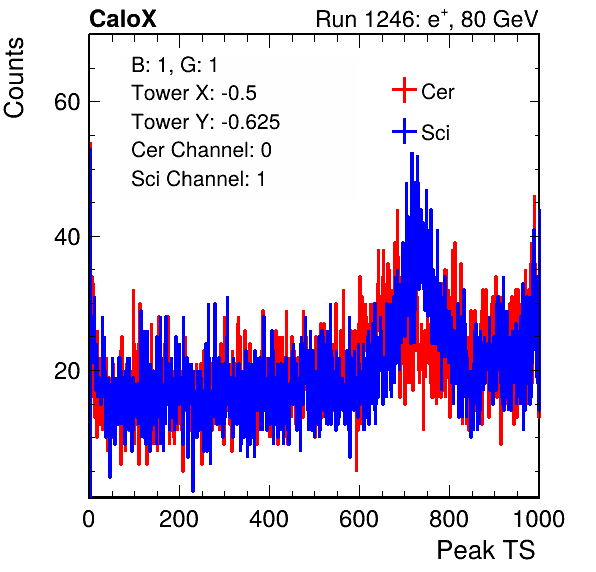 CaloX
Run 1246: e⁺, 80 GeV
Counts
B: 1, G: 1
Tower X: -0.5
Tower Y: -0.625
Cer Channel: 0
Sci Channel: 1
Cer
Sci
60
40
20
0 200 400 600 800 1000
Peak TS